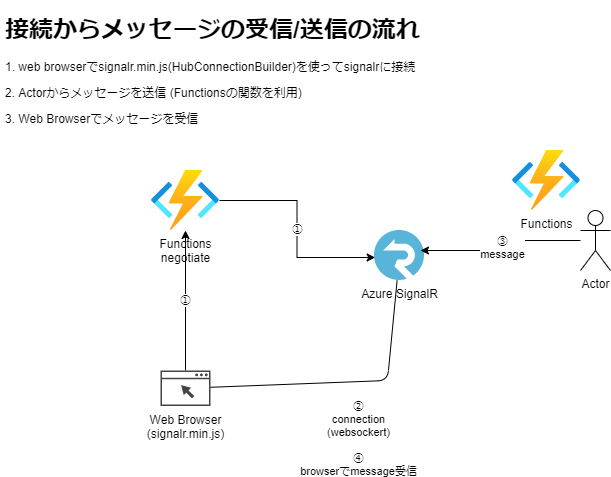 接続からメッセージの受信/送信の流れ
1. web browserでsignalr.min.js(HubConnectionBuilder)を使ってsignalrに接続
2. Actorからメッセージを送信 (Functionsの関数を利用)
3. Web Browserでメッセージを受信
Functions
negotiate
①
①
Azure SignalR
Functions
③
message
Actor
Web Browser
(signalr.min.js)
②
connection
(websockert)
④
browserでmessage受信